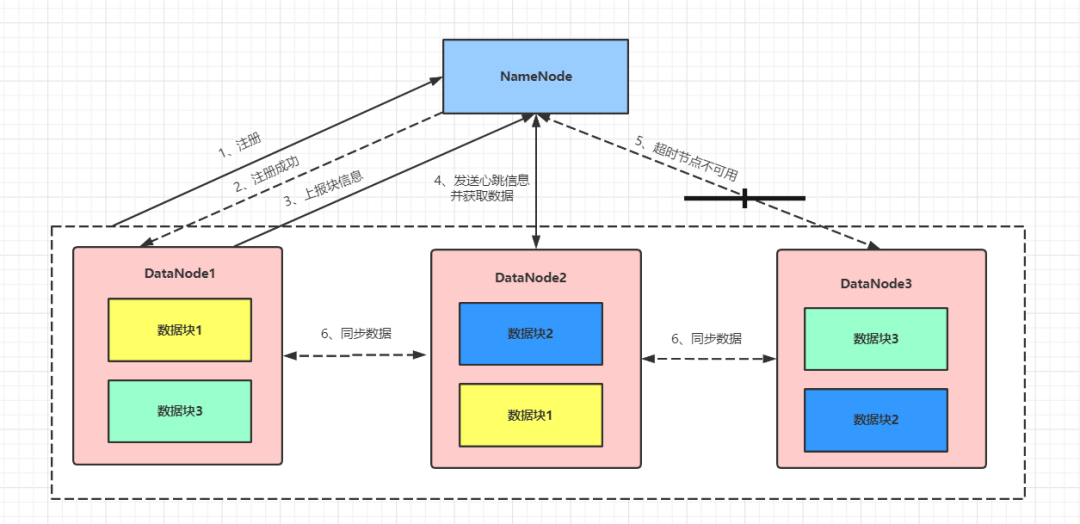 NameNode
1、注册
2、注册成功
3、上报块信息
4、发送心跳信息
并获取数据
5、超时节点不可用
DataNode1
数据块1
数据块3
6、同步数据
DataNode2
数据块2
数据块1
6、同步数据
DataNode3
数据块3
数据块2